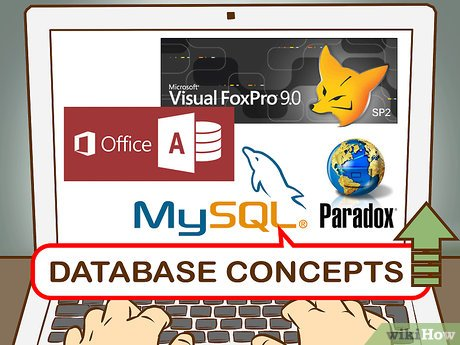 Microsoft®
Visual FoxPro 9.0
SP2
Office A
MySQL®
Paradox®
DATABASE CONCEPTS
wikiHow